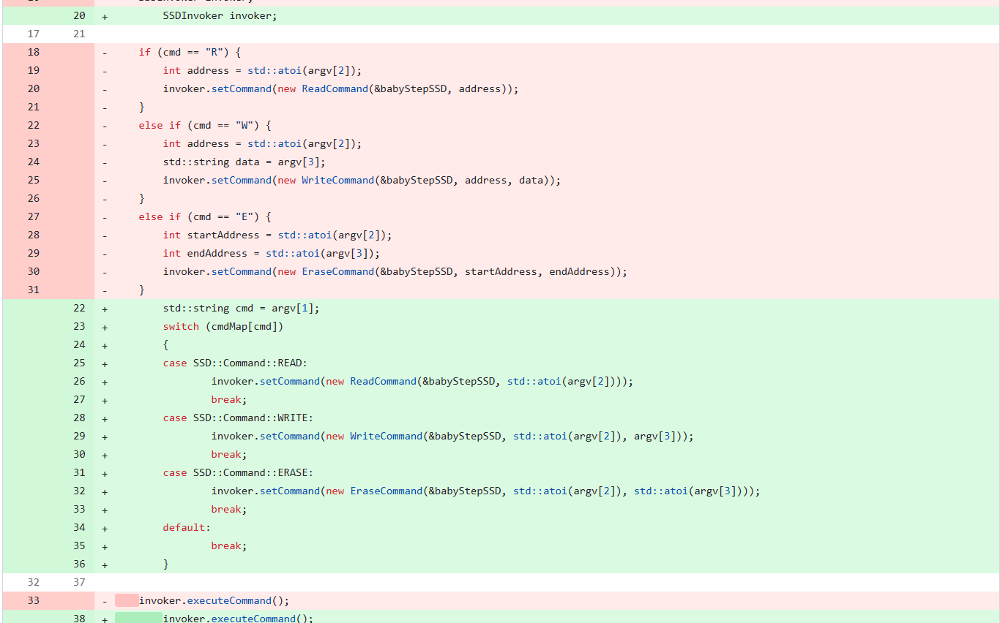 20 + SSDInvoker invoker;
17 21
18 - if (cmd == "R") {
19 - int address = std::atoi(argv[2]);
20 - invoker.setCommand(new ReadCommand(&babyStepSSD, address));
21 - }
22 - else if (cmd == "W") {
23 - int address = std::atoi(argv[2]);
24 - std::string data = argv[3];
25 - invoker.setCommand(new WriteCommand(&babyStepSSD, address, data));
26 - }
27 - else if (cmd == "E") {
28 - int startAddress = std::atoi(argv[2]);
29 - int endAddress = std::atoi(argv[3]);
30 - invoker.setCommand(new EraseCommand(&babyStepSSD, startAddress, endAddress));
31 - }
22 + std::string cmd = argv[1];
23 + switch (cmdMap[cmd])
24 + {
25 + case SSD::Command::READ:
26 + invoker.setCommand(new ReadCommand(&babyStepSSD, std::atoi(argv[2])));
27 + break;
28 + case SSD::Command::WRITE:
29 + invoker.setCommand(new WriteCommand(&babyStepSSD, std::atoi(argv[2]), argv[3]));
30 + break;
31 + case SSD::Command::ERASE:
32 + invoker.setCommand(new EraseCommand(&babyStepSSD, std::atoi(argv[2]), std::atoi(argv[3])));
33 + break;
34 + default:
35 + break;
36 + }
32 37
33 - invoker.executeCommand();
38 + invoker.executeCommand();